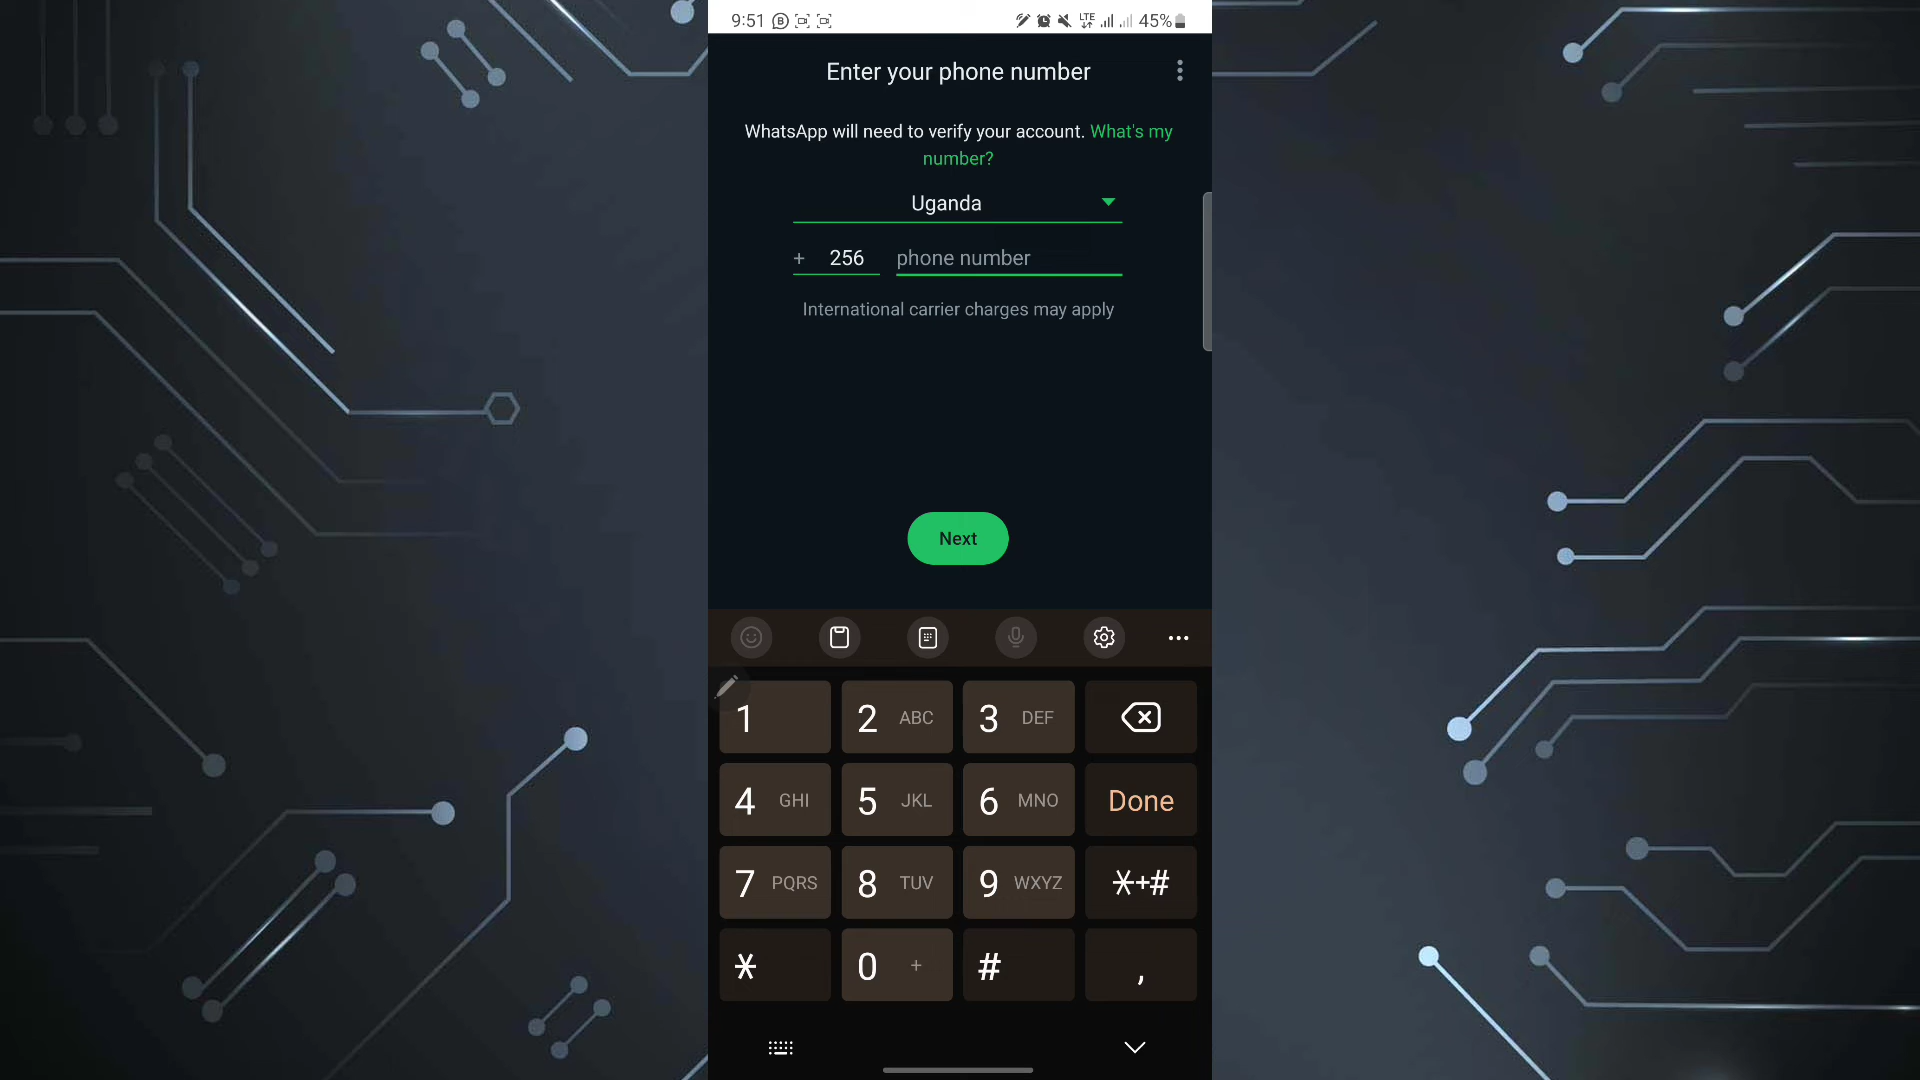 9:51 LTE 45%
Enter your phone number
WhatsApp will need to verify your account. What's my
number?
Uganda
+ 256 phone number
International carrier charges may apply
Next
1 2 ABC 3 DEF
4 GHI 5 JKL 6 MNO Done
7 PQRS 8 TUV 9 WXYZ *+#
* 0 + # ,